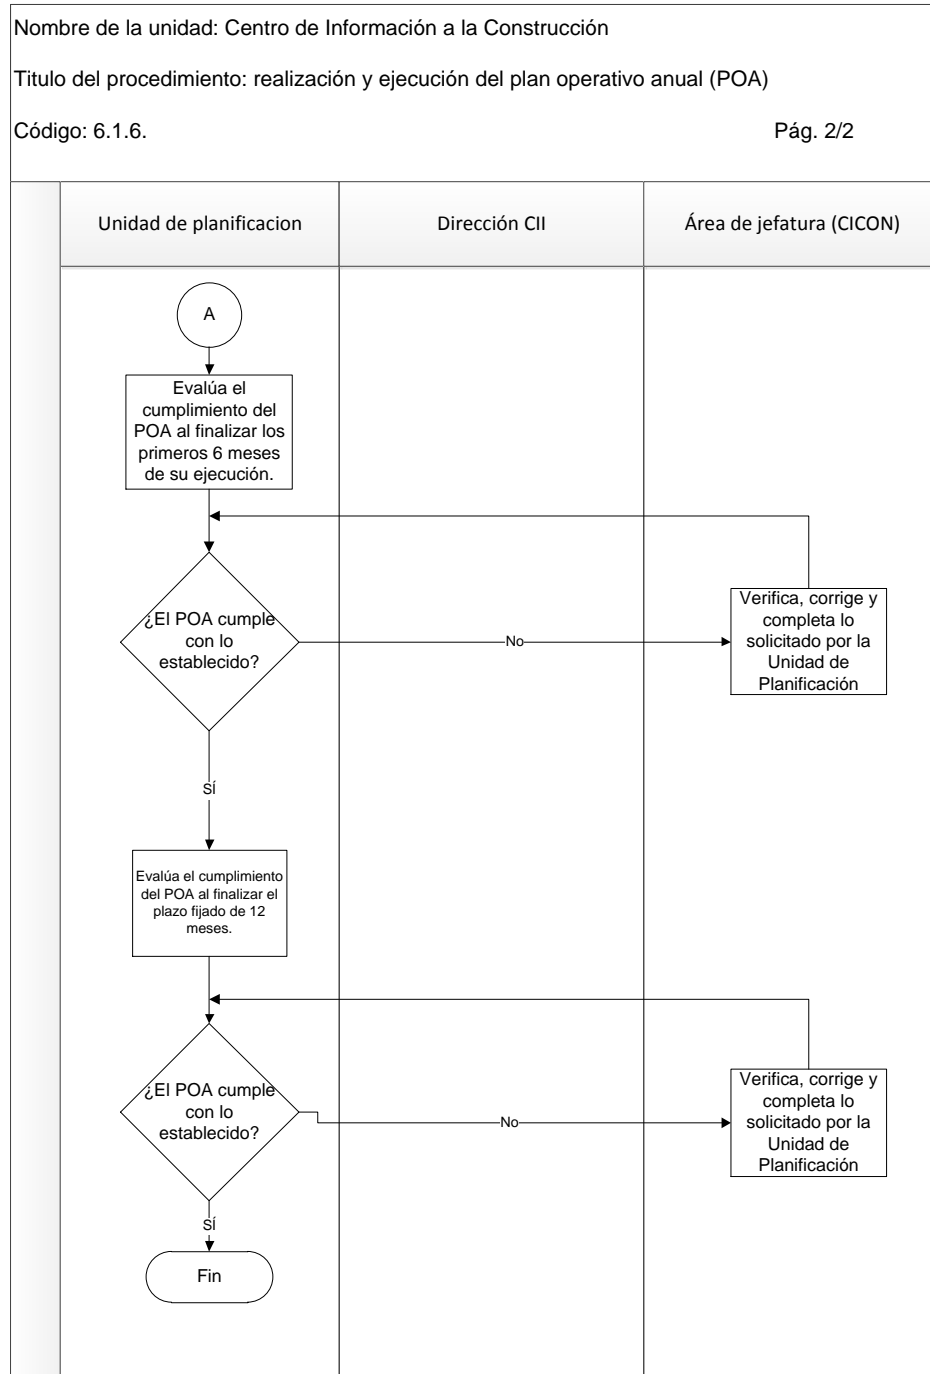 Nombre de la unidad: Centro de Información a la Construcción
Titulo del procedimiento: realización y ejecución del plan operativo anual (POA)
Código: 6.1.6. Pág. 2/2
Unidad de planificacion Dirección CII Área de jefatura (CICON)
A
Evalúa el
cumplimiento del
POA al finalizar los
primeros 6 meses
de su ejecución.
¿El POA cumple
con lo
establecido?
No
Verifica, corrige y
completa lo
solicitado por la
Unidad de
Planificación
SÍ
Evalúa el cumplimiento
del POA al finalizar el
plazo fijado de 12
meses.
¿El POA cumple
con lo
establecido?
No
Verifica, corrige y
completa lo
solicitado por la
Unidad de
Planificación
SÍ
Fin